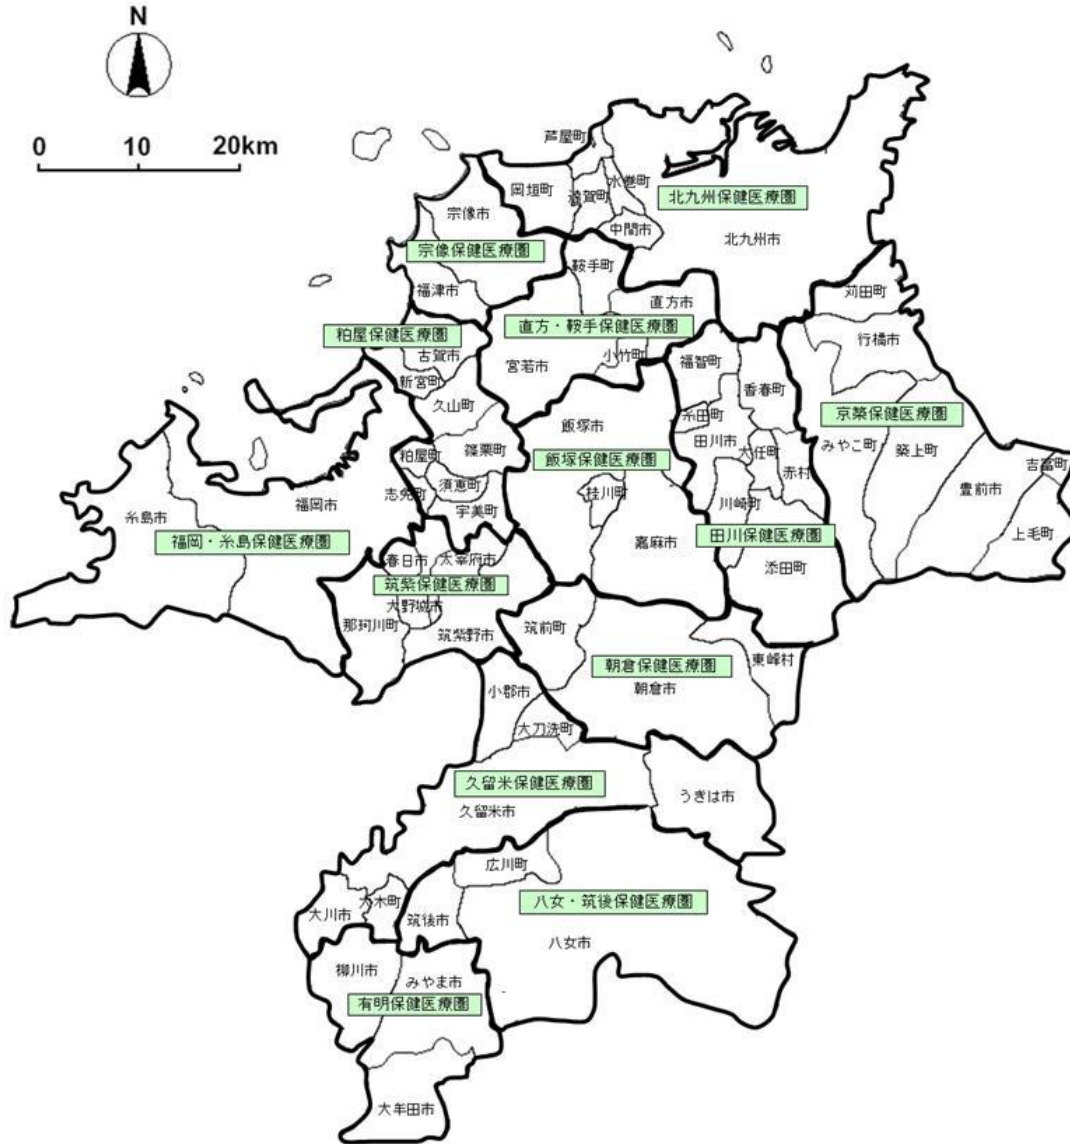 N
0 10 20km
芦屋町
岡垣町
遠賀町
水巻町
北九州保健医療圏
宗像市
中間市
北九州市
宗像保健医療圏
鞍手町
福津市
直方市
苅田町
粕屋保健医療圏
直方・鞍手保健医療圏
行橋市
古賀市
小竹町
福智町
宮若市
新宮町
香春町
久山町
糸田町
京築保健医療圏
飯塚市
田川市
みやこ町
築上町
粕屋町
篠栗町
飯塚保健医療圏
大任町
赤村
吉富町
志免町
須恵町
桂川町
豊前市
福岡市
宇美町
川崎町
糸島市
福岡・糸島保健医療圏
嘉麻市
田川保健医療圏
上毛町
春日市
太宰府市
添田町
筑紫保健医療圏
大野城市
那珂川町
筑紫野市
筑前町
朝倉保健医療圏
東峰村
朝倉市
小郡市
大刀洗町
久留米保健医療圏
うきは市
久留米市
広川町
大木町
大川市
筑後市
八女・筑後保健医療圏
八女市
柳川市
みやま市
有明保健医療圏
大牟田市